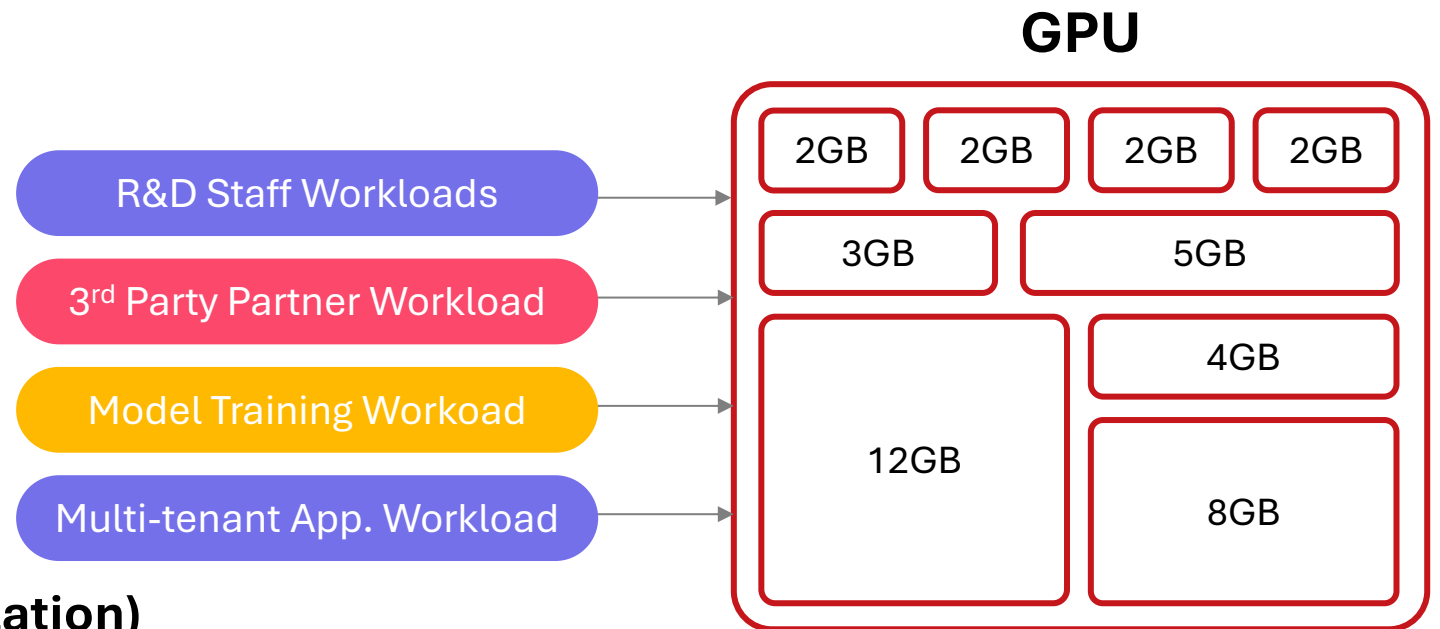 GPU
R&D Staff Workloads
3rd Party Partner Workload
Model Training Workoad
Multi-tenant App. Workload
2GB 2GB 2GB 2GB
3GB 5GB
4GB
12GB
8GB
ation)